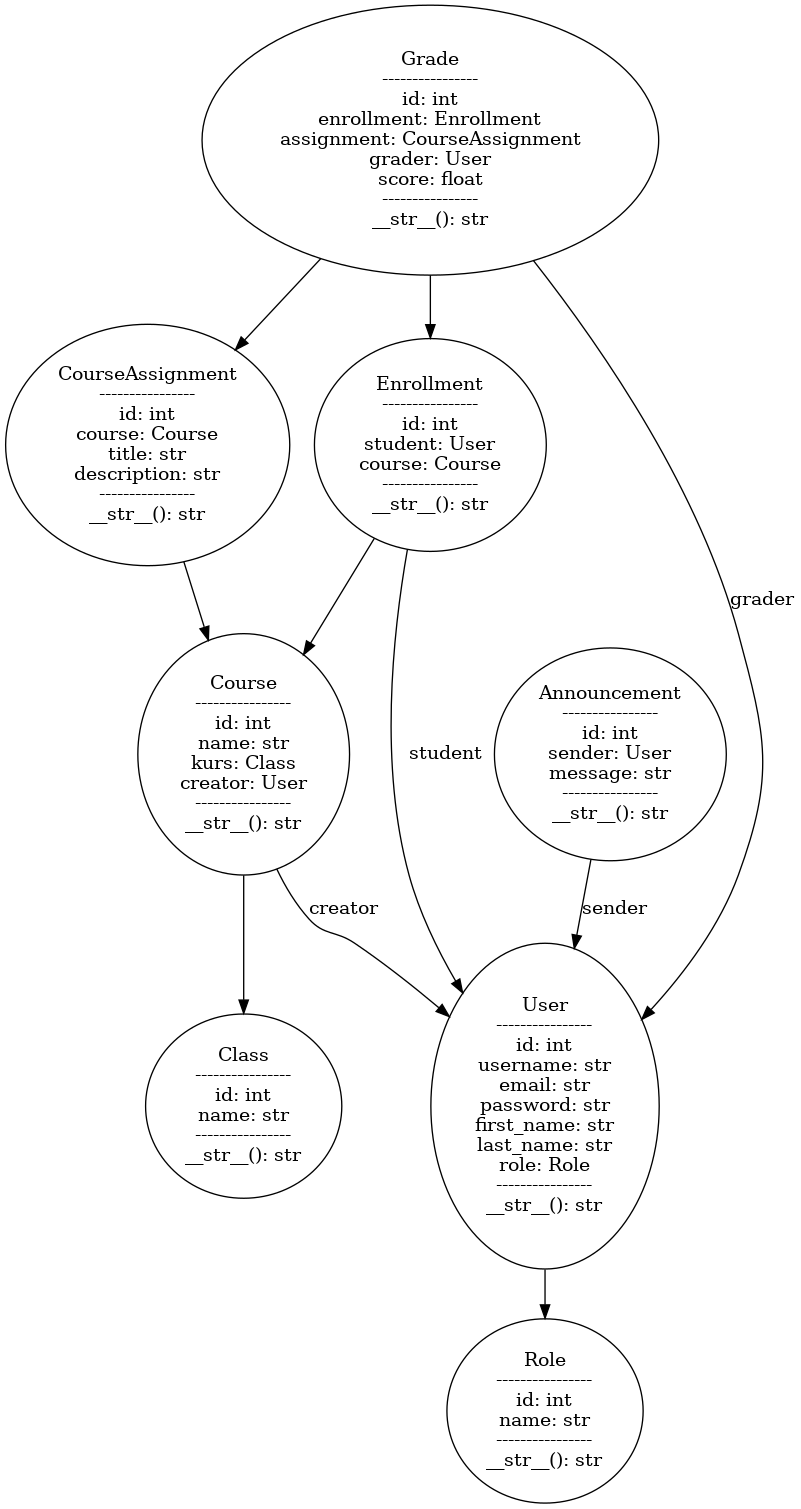 Grade
----------------
id: int
enrollment: Enrollment
assignment: CourseAssignment
grader: User
score: float
----------------
__str__(): str
CourseAssignment
----------------
id: int
course: Course
title: str
description: str
----------------
__str__(): str
Enrollment
----------------
id: int
student: User
course: Course
----------------
__str__(): str
grader
Course
----------------
id: int
name: str
kurs: Class
creator: User
----------------
__str__(): str
student
Announcement
----------------
id: int
sender: User
message: str
----------------
__str__(): str
creator
sender
Class
----------------
id: int
name: str
----------------
__str__(): str
User
----------------
id: int
username: str
email: str
password: str
first_name: str
last_name: str
role: Role
----------------
__str__(): str
Role
----------------
id: int
name: str
----------------
__str__(): str